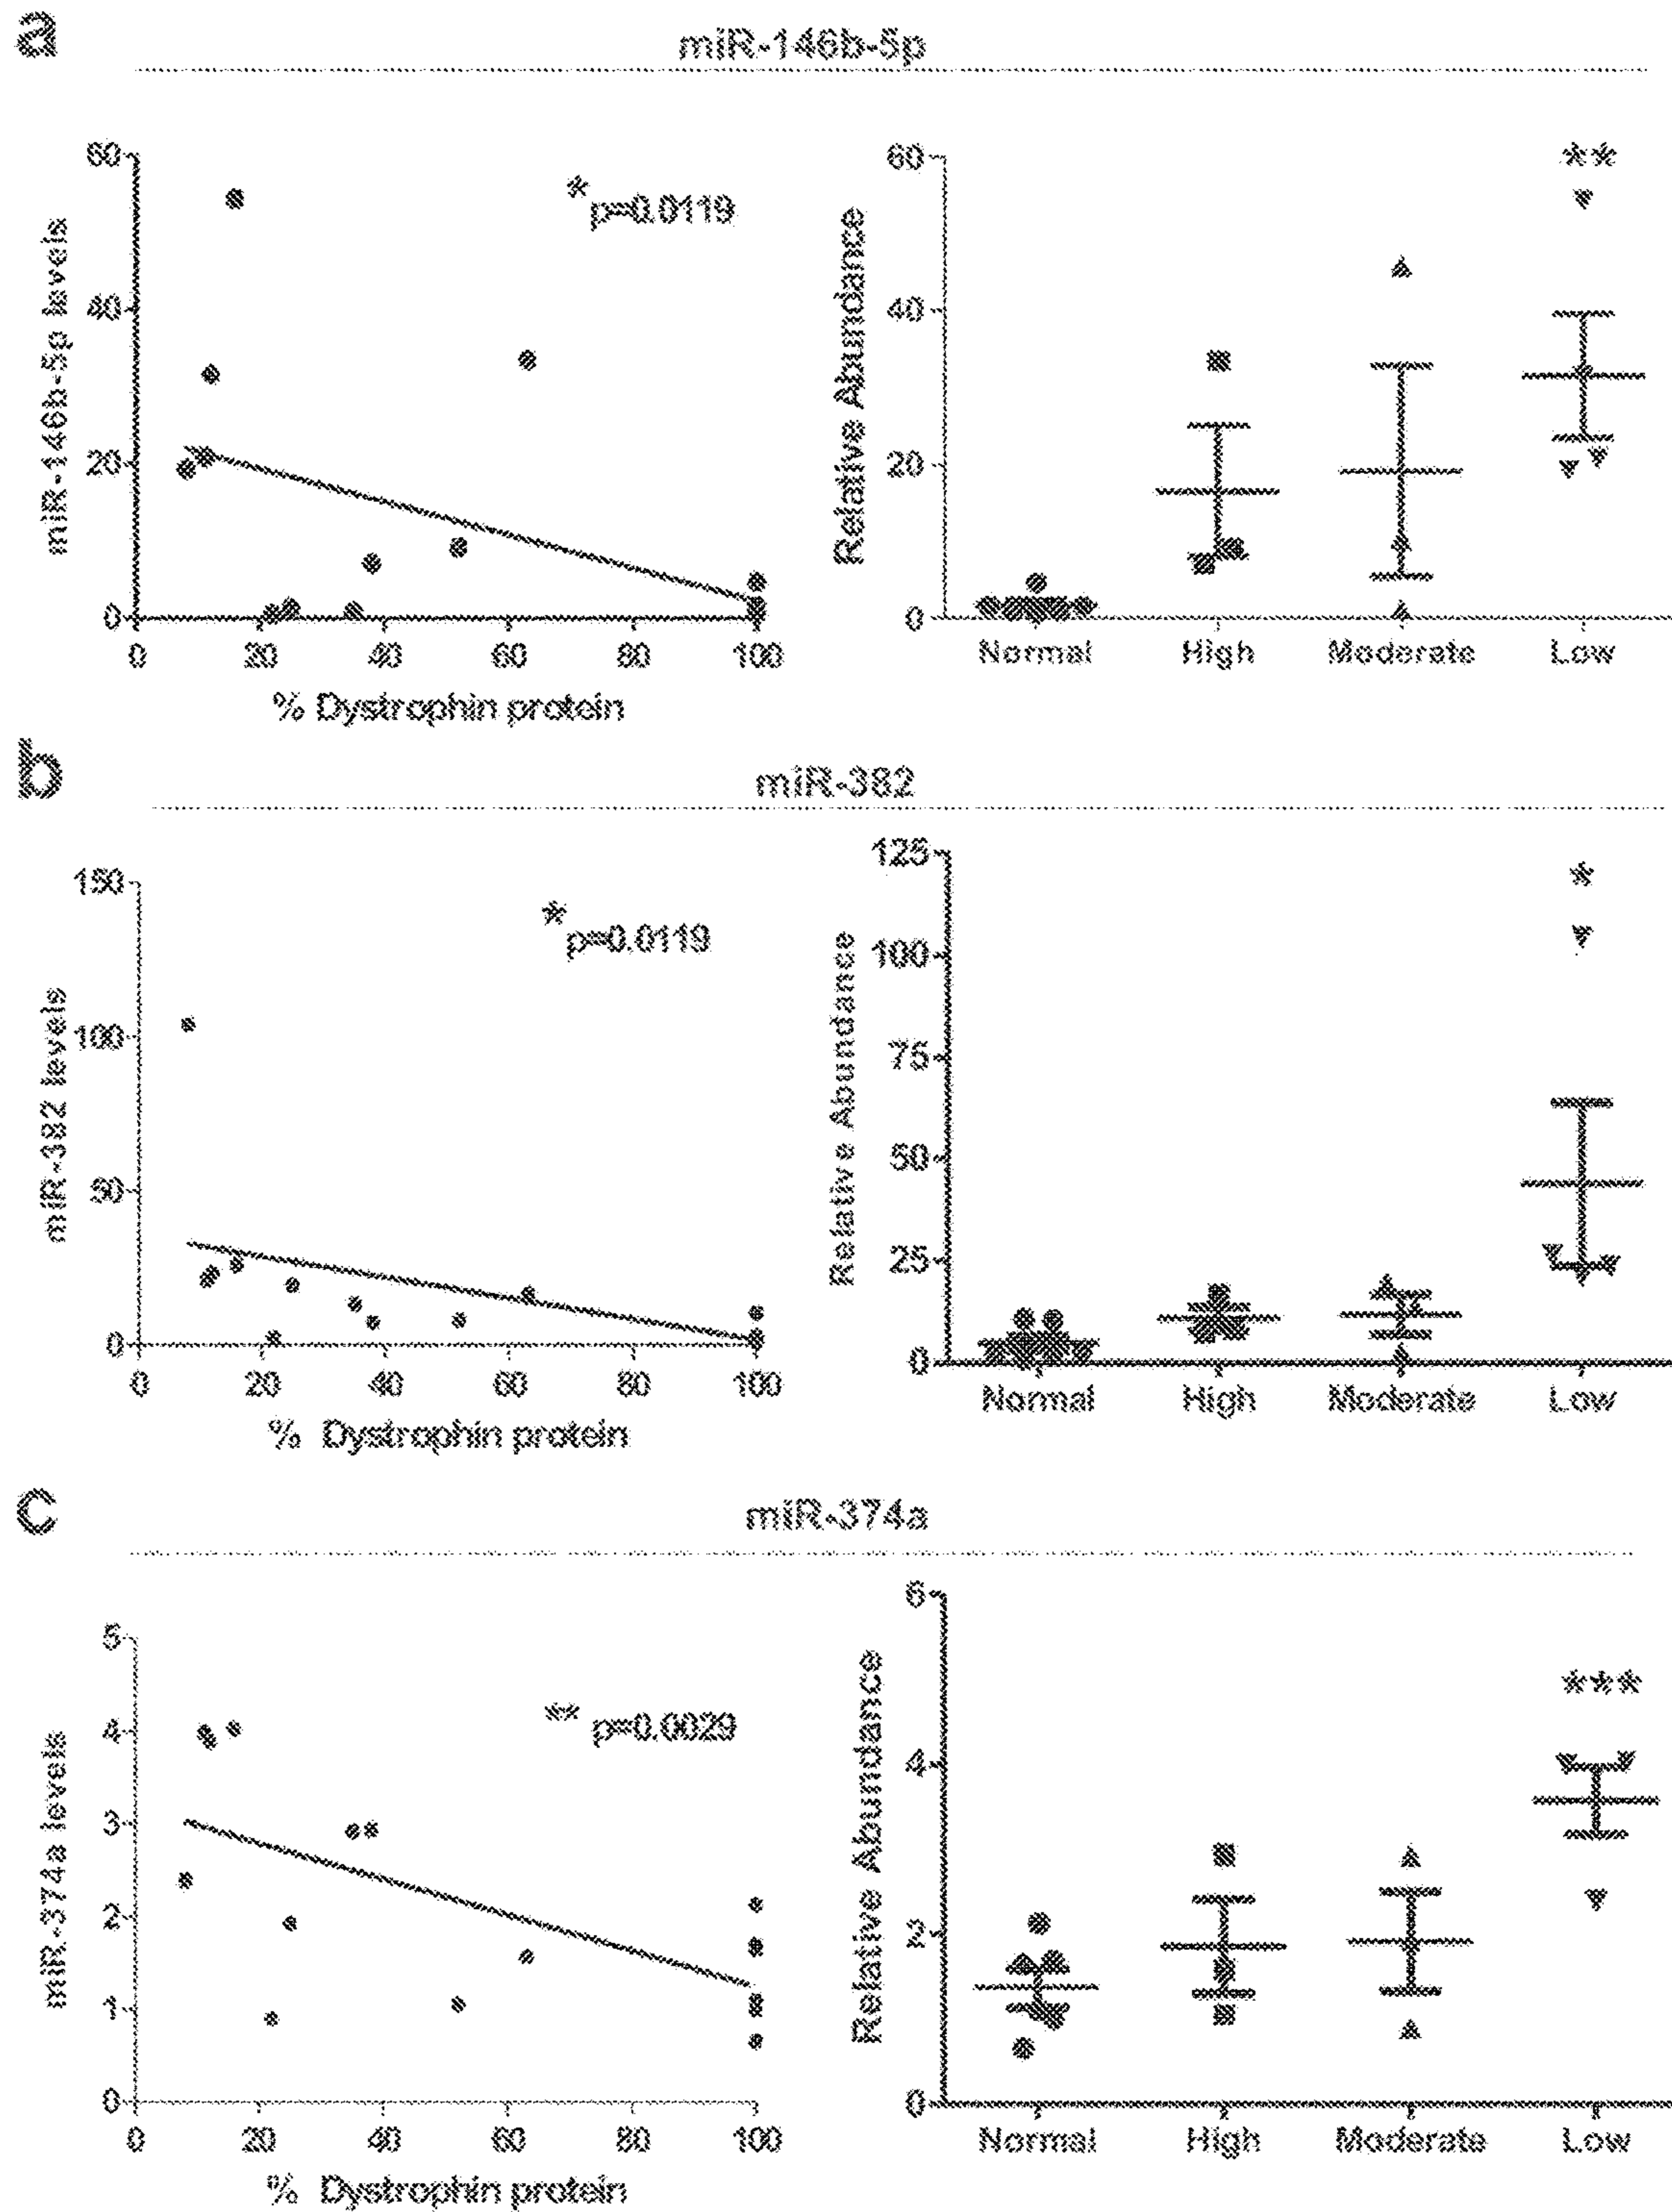 a
miR-146b-5p
miR-146b-5p levels
60
40
20
0
*
p=0.0119
0 20 40 60 80 100
% Dystrophin protein
Relative Abundance
60
40
20
0
**
Normal High Moderate Low
b
miR-382
miR-382 levels
150
100
50
0
*
p=0.0119
0 20 40 60 80 100
% Dystrophin protein
Relative Abundance
125
100
75
50
25
0
*
Normal High Moderate Low
c
miR-374a
miR-374a levels
5
4
3
2
1
0
** p=0.0029
0 20 40 60 80 100
% Dystrophin protein
Relative Abundance
6
4
2
0
***
Normal High Moderate Low